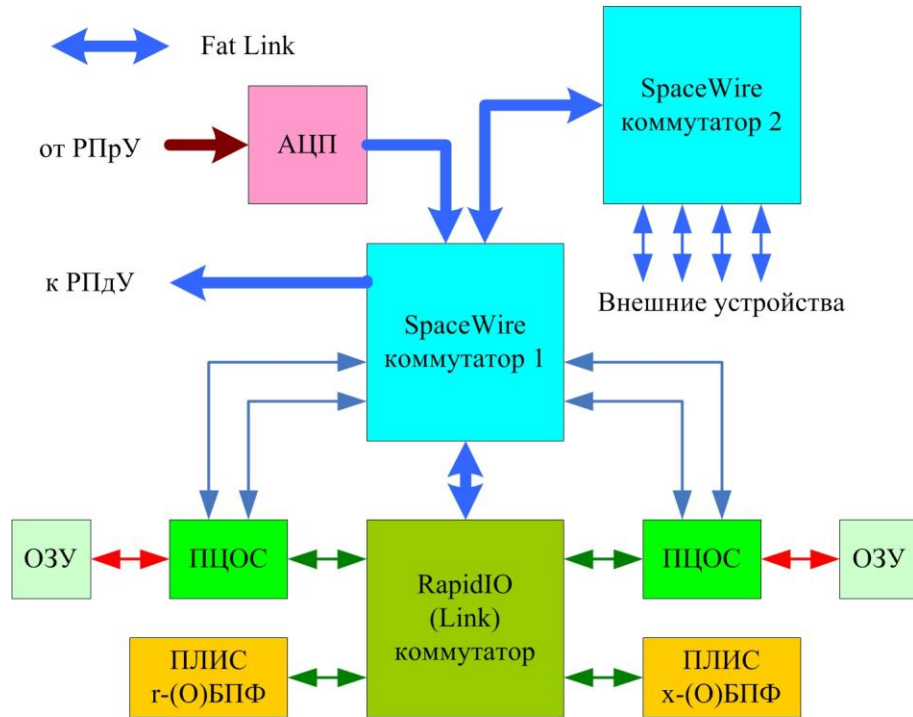 Fat Link
SpaceWire
коммутатор 2
от РПрУ
АЦП
к РПдУ
Внешние устройства
SpaceWire
коммутатор 1
ОЗУ
ПЦОС
RapidIO
(Link)
коммутатор
ПЦОС
ОЗУ
ПЛИС
r-(О)БПФ
ПЛИС
x-(О)БПФ